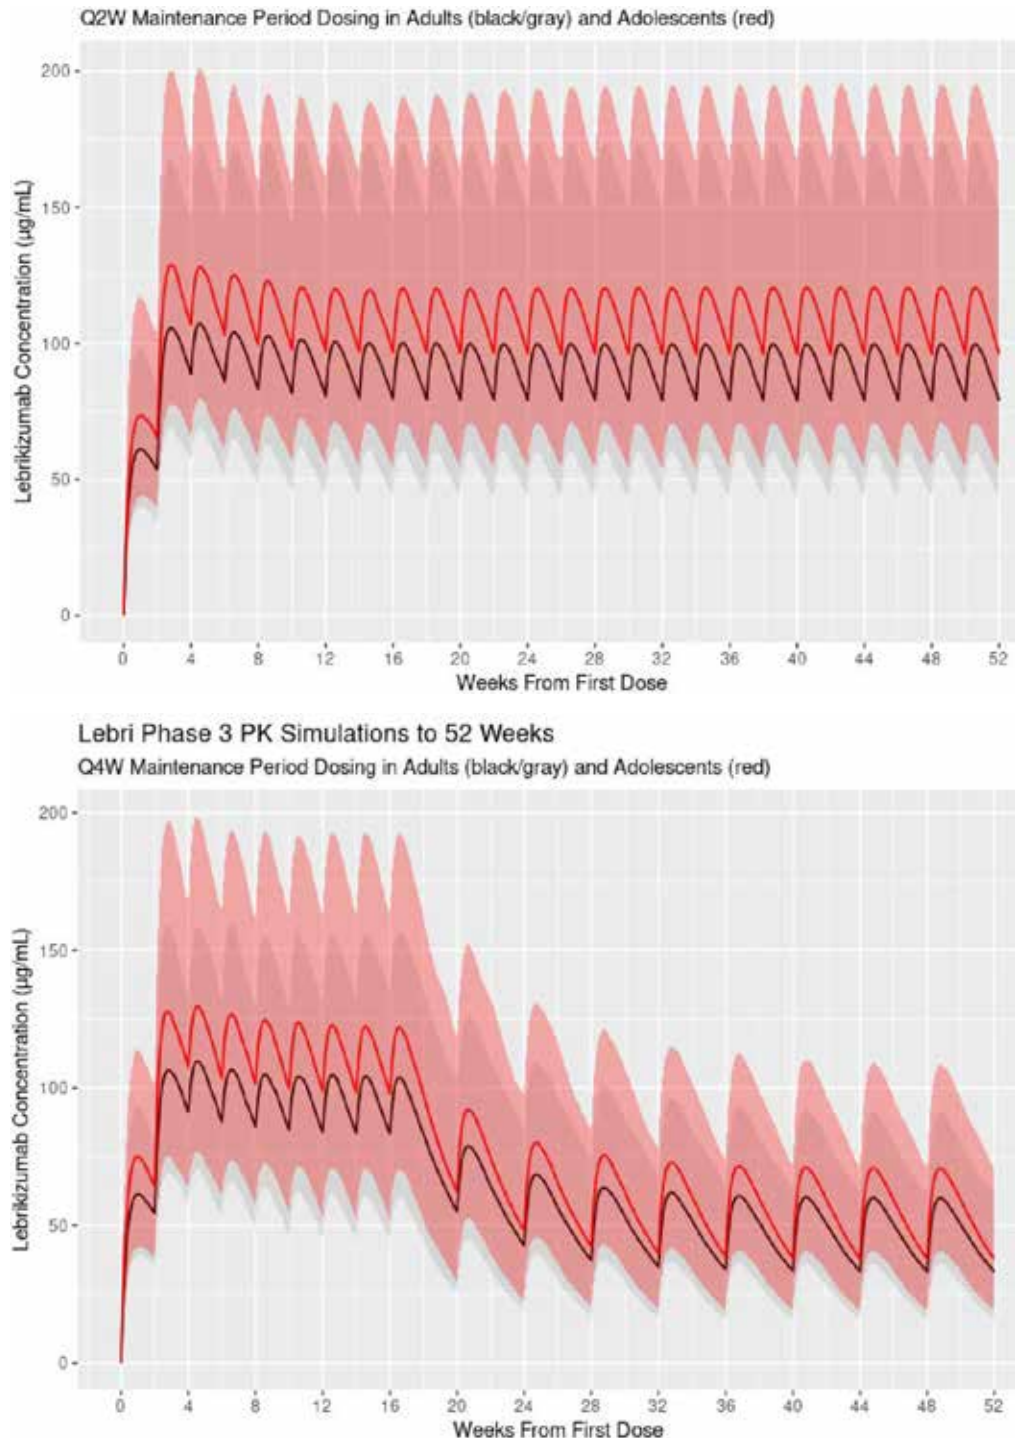 Q2W Maintenance Period Dosing in Adults (black/gray) and Adolescents (red)
200
150
100
50
0
Lebrikizumab Concentration (µg/mL)
0 4 8 12 16 20 24 28 32 36 40 44 48 52
Weeks From First Dose
Lebri Phase 3 PK Simulations to 52 Weeks
Q4W Maintenance Period Dosing in Adults (black/gray) and Adolescents (red)
200
150
100
50
0
Lebrikizumab Concentration (µg/mL)
0 4 8 12 16 20 24 28 32 36 40 44 48 52
Weeks From First Dose